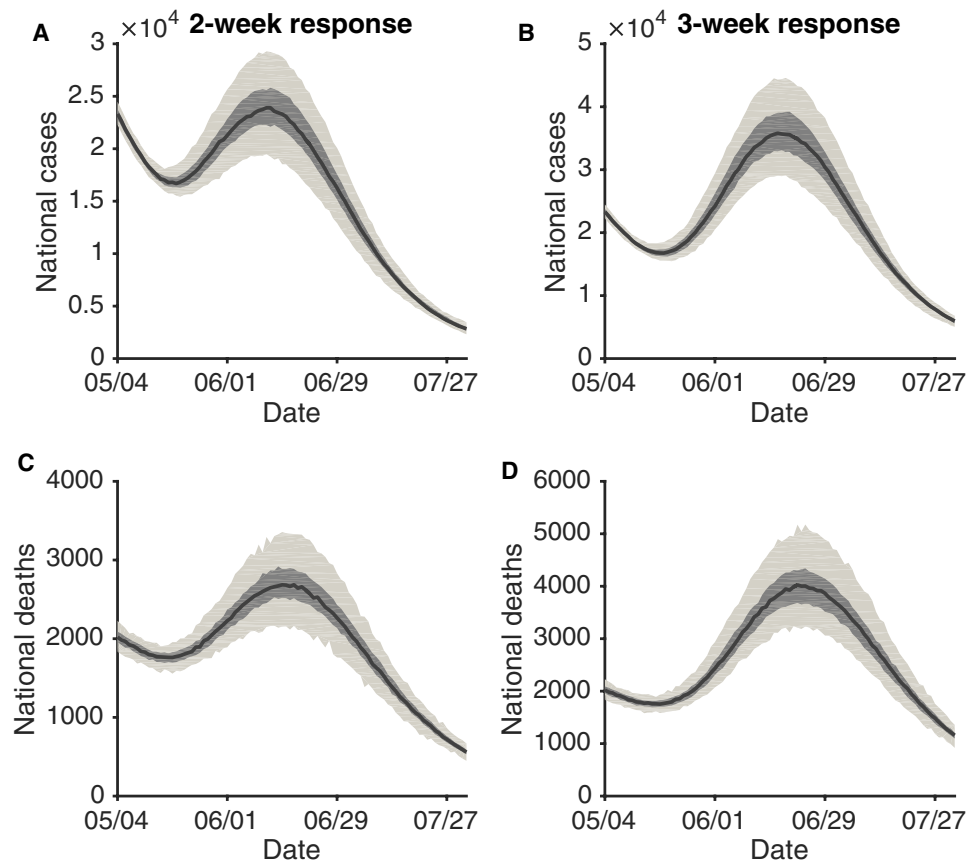 A
×10⁴ 2-week response
3
2.5
2
1.5
1
0.5
0
National cases
05/04 06/01 06/29 07/27
Date
B
×10⁴ 3-week response
5
4
3
2
1
0
National cases
05/04 06/01 06/29 07/27
Date
C
4000
3000
2000
1000
0
National deaths
05/04 06/01 06/29 07/27
Date
D
6000
5000
4000
3000
2000
1000
0
National deaths
05/04 06/01 06/29 07/27
Date